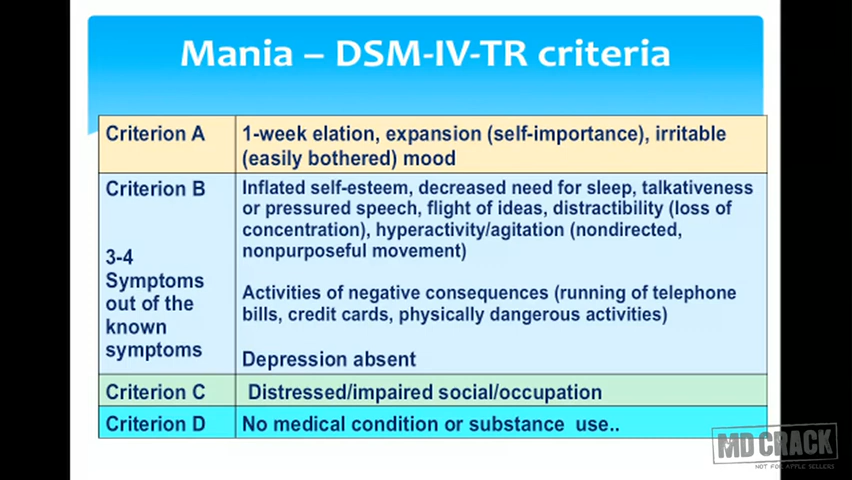 Mania – DSM-IV-TR criteria
Criterion A
1-week elation, expansion (self-importance), irritable
(easily bothered) mood
Criterion B
3-4
Symptoms
out of the
known
symptoms
Inflated self-esteem, decreased need for sleep, talkativeness
or pressured speech, flight of ideas, distractibility (loss of
concentration), hyperactivity/agitation (nondirected,
nonpurposeful movement)
Activities of negative consequences (running of telephone
bills, credit cards, physically dangerous activities)
Depression absent
Criterion C
Distressed/impaired social/occupation
Criterion D
No medical condition or substance use..
MD CRACK
NOT FOR APPLE SELLERS